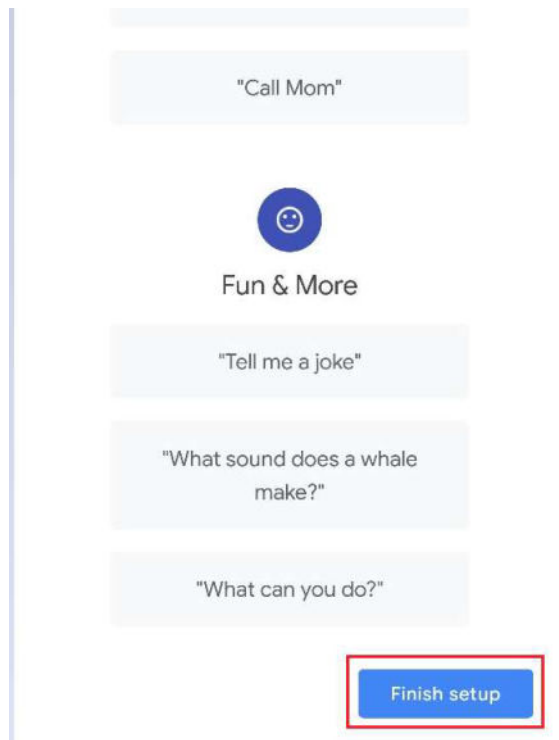 "Call Mom"
Fun & More
"Tell me a joke"
"What sound does a whale
make?"
"What can you do?"
Finish setup